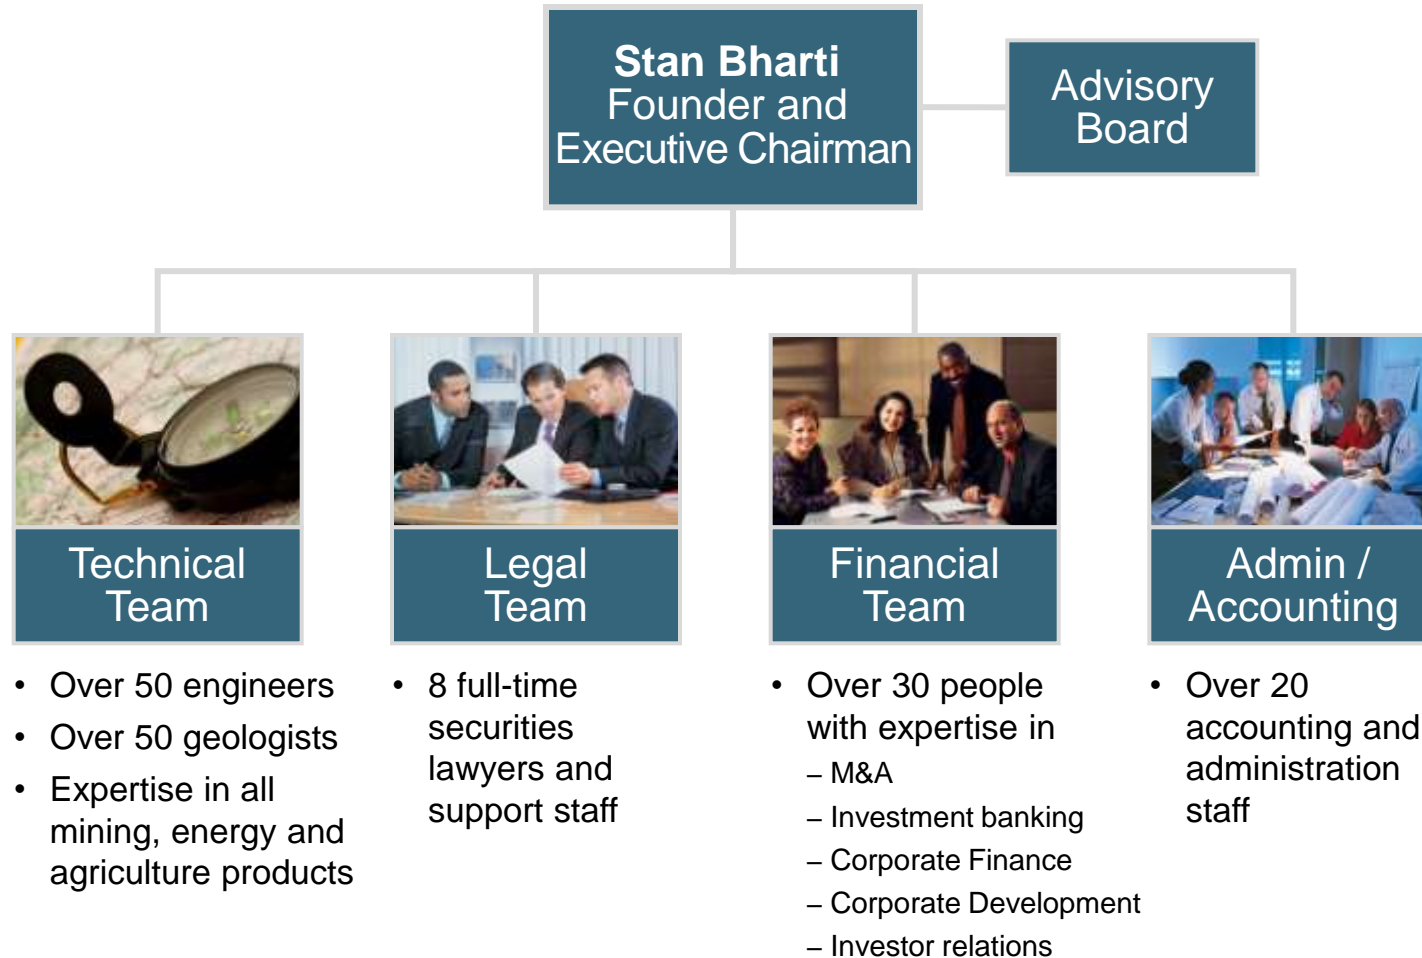 Stan Bharti
Founder and
Executive Chairman
Advisory
Board
Technical
Team
• Over 50 engineers
• Over 50 geologists
• Expertise in all
mining, energy and
agriculture products
Legal
Team
• 8 full-time
securities
lawyers and
support staff
Financial
Team
• Over 30 people
with expertise in
– M&A
– Investment banking
– Corporate Finance
– Corporate Development
– Investor relations
Admin /
Accounting
• Over 20
accounting and
administration
staff